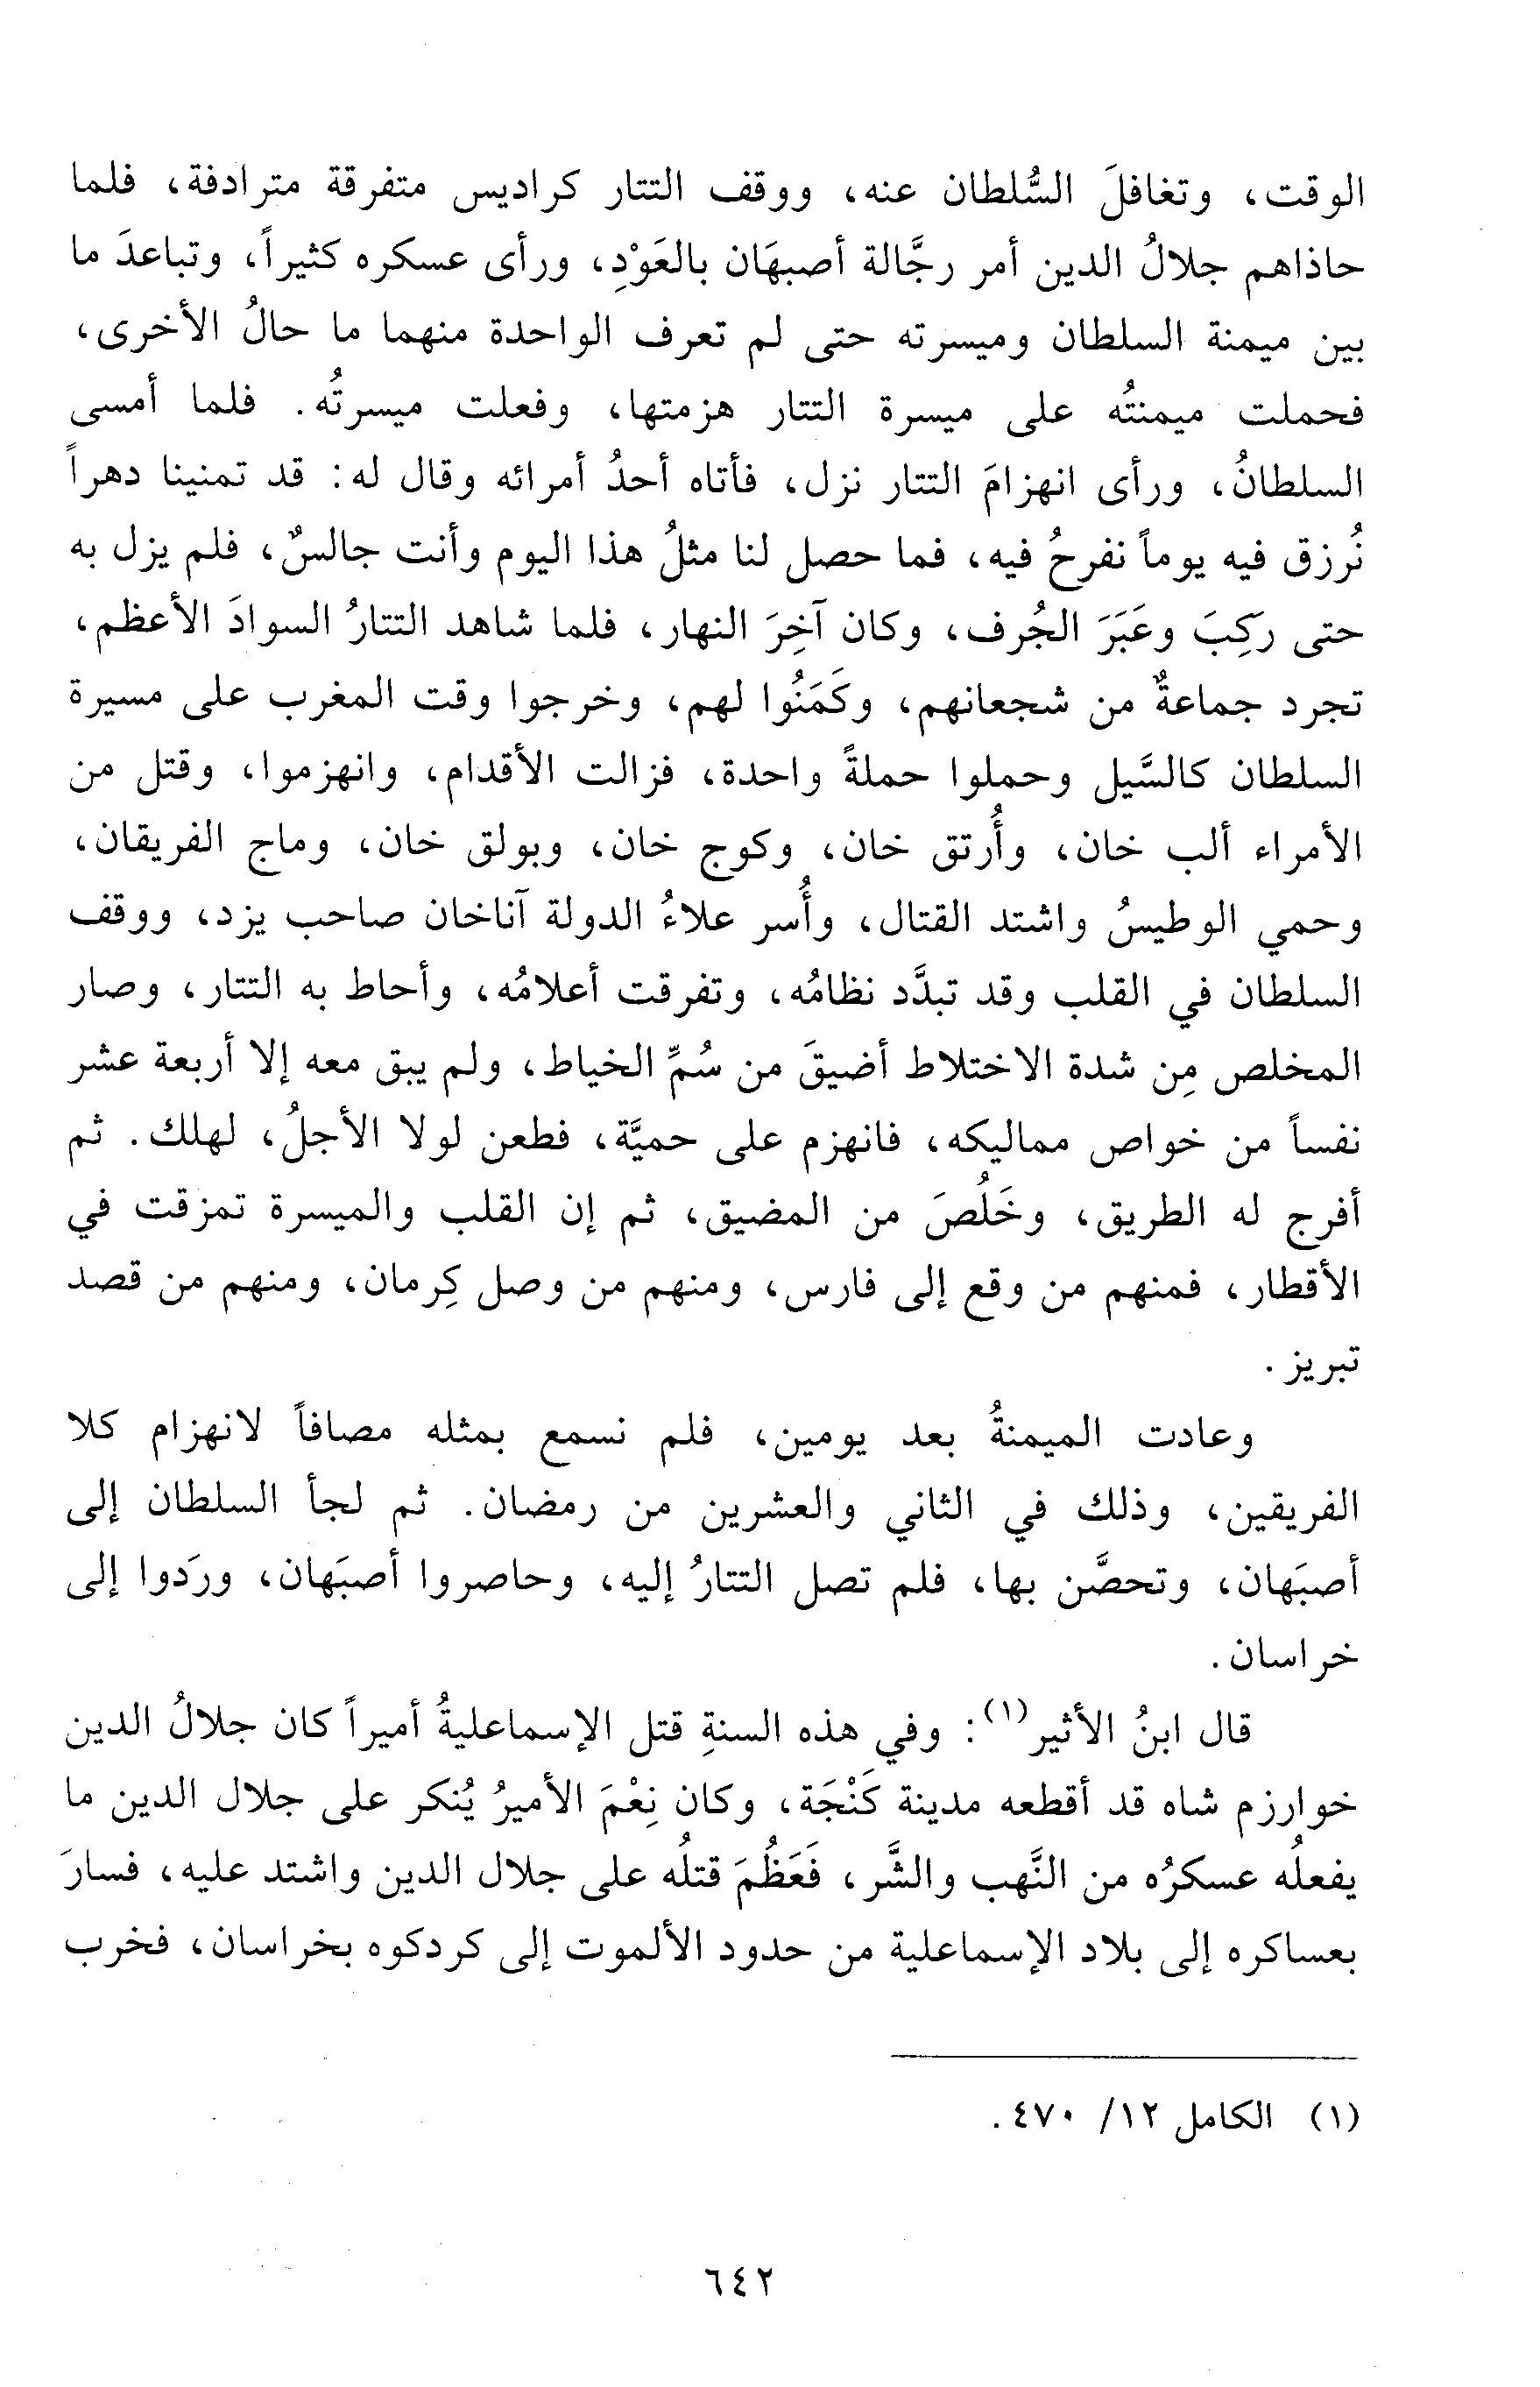 الوقت، وتغافلَ السُّلطان عنه، ووقف التتار كراديس متفرقة مترادفة، فلما
حاذاهم جلالُ الدين أمر رجَّالة أصبهَان بالعَوْدِ، ورأى عسكره كثيراً، وتباعدَ ما
بين ميمنة السلطان وميسرته حتى لم تعرف الواحدة منهما ما حالُ الأخرى،
فحملت ميمنتُه على ميسرة التتار هزمتها، وفعلت ميسرتُه. فلما أمسى
السلطانُ، ورأى انهزامَ التتار نزل، فأتاه أحدُ أمرائه وقال له: قد تمنينا دهراً
نُرزق فيه يوماً نفرحُ فيه، فما حصل لنا مثلُ هذا اليوم وأنت جالسٌ، فلم يزل به
حتى ركِبَ وعَبَرَ الجُرف، وكان آخِرَ النهار، فلما شاهد التتارُ السوادَ الأعظم،
تجرد جماعةٌ من شجعانهم، وكَمَنُوا لهم، وخرجوا وقت المغرب على مسيرة
السلطان كالسَّيل وحملوا حملةً واحدة، فزالت الأقدام، وانهزموا، وقتل من
الأمراء ألب خان، وأُرتق خان، وكوج خان، وبولق خان، وماج الفريقان،
وحمي الوطيسُ واشتد القتال، وأُسر علاءُ الدولة آناخان صاحب يزد، ووقف
السلطان في القلب وقد تبدَّد نظامُه، وتفرقت أعلامُه، وأحاط به التتار، وصار
المخلص مِن شدة الاختلاط أضيقَ من سُمِّ الخياط، ولم يبق معه إلا أربعة عشر
نفساً من خواص مماليكه، فانهزم على حميَّة، فطعن لولا الأجلُ، لهلك. ثم
أفرج له الطريق، وخَلُصَ من المضيق، ثم إن القلب والميسرة تمزقت في
الأقطار، فمنهم من وقع إلى فارس، ومنهم من وصل كِرمان، ومنهم من قصد
تبريز.
وعادت الميمنةُ بعد يومين، فلم نسمع بمثله مصافاً لانهزام كلا
الفريقين، وذلك في الثاني والعشرين من رمضان. ثم لجأ السلطان إلى
أصبَهان، وتحصَّن بها، فلم تصل التتارُ إليه، وحاصروا أصبَهان، وردَوا إلى
خراسان.
قال ابنُ الأثير(١): وفي هذه السنةِ قتل الإسماعليةُ أميراً كان جلالُ الدين
خوارزم شاه قد أقطعه مدينة كَنْجَة، وكان نِعْمَ الأميرُ يُنكر على جلال الدين ما
يفعلُه عسكرُه من النَّهب والشَّر، فَعَظُمَ قتلُه على جلال الدين واشتد عليه، فسارَ
بعساكره إلى بلاد الإسماعلية من حدود الألموت إلى كردكوه بخراسان، فخرب
(١) الكامل ١٢/ ٤٧٠.
٦٤٢